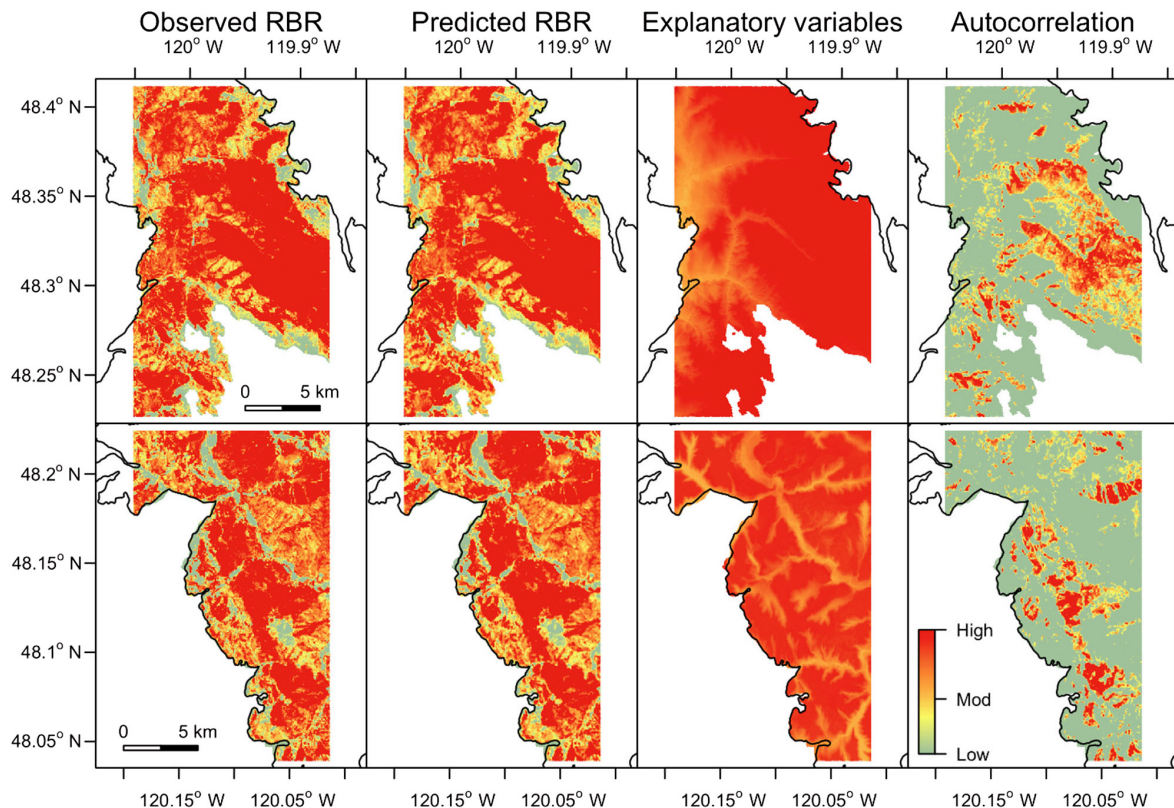 Observed RBR Predicted RBR Explanatory variables Autocorrelation
120° W 119.9° W 120° W 119.9° W 120° W 119.9° W 120° W 119.9° W
48.4° N
48.35° N
48.3° N
48.25° N
0 5 km
48.2° N
48.15° N
48.1° N
48.05° N
0 5 km
High
Mod
Low
120.15° W 120.05° W 120.15° W 120.05° W 120.15° W 120.05° W 120.15° W 120.05° W